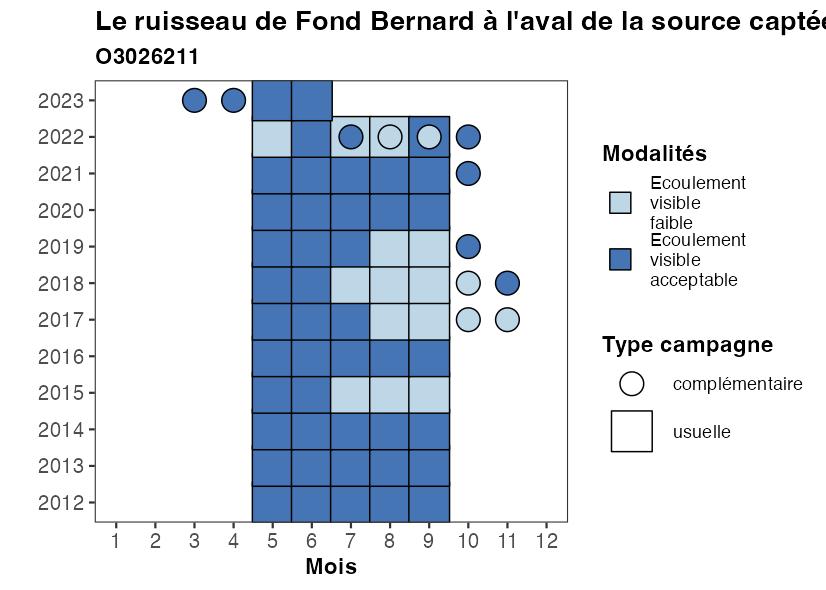 Le ruisseau de Fond Bernard à l'aval de la source captée
O3026211
2023
2022
2021
2020
2019
2018
2017
2016
2015
2014
2013
2012
1 2 3 4 5 6 7 8 9 10 11 12
Mois
Modalités
Ecoulement
visible
faible
Ecoulement
visible
acceptable
Type campagne
complémentaire
usuelle